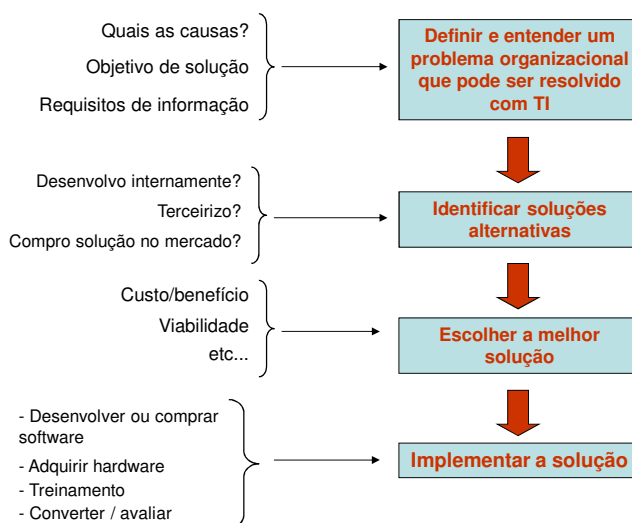 Quais as causas?
Objetivo de solução
Requisitos de informação
Definir e entender um
problema organizacional
que pode ser resolvido
com TI
Desenvolvo internamente?
Terceirizo?
Compro solução no mercado?
Identificar soluções
alternativas
Custo/benefício
Viabilidade
etc...
Escolher a melhor
solução
- Desenvolver ou comprar
software
- Adquirir hardware
- Treinamento
- Converter / avaliar
Implementar a solução